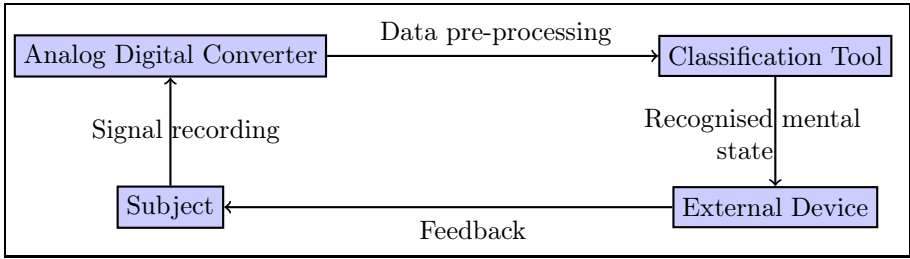 Data pre-processing
Analog Digital Converter
Classification Tool
Signal recording
Recognised mental
state
Subject
External Device
Feedback